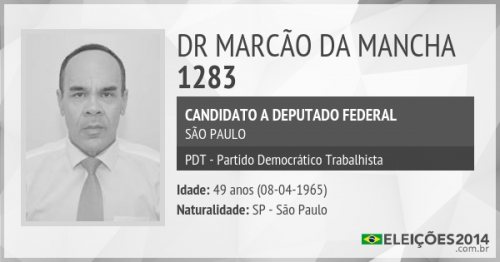 DR MARCÃO DA MANCHA
1283
CANDIDATO A DEPUTADO FEDERAL
SÃO PAULO
PDT - Partido Democrático Trabalhista
Idade: 49 anos (08-04-1965)
Naturalidade: SP - São Paulo
ELEIÇÕES2014
.com.br